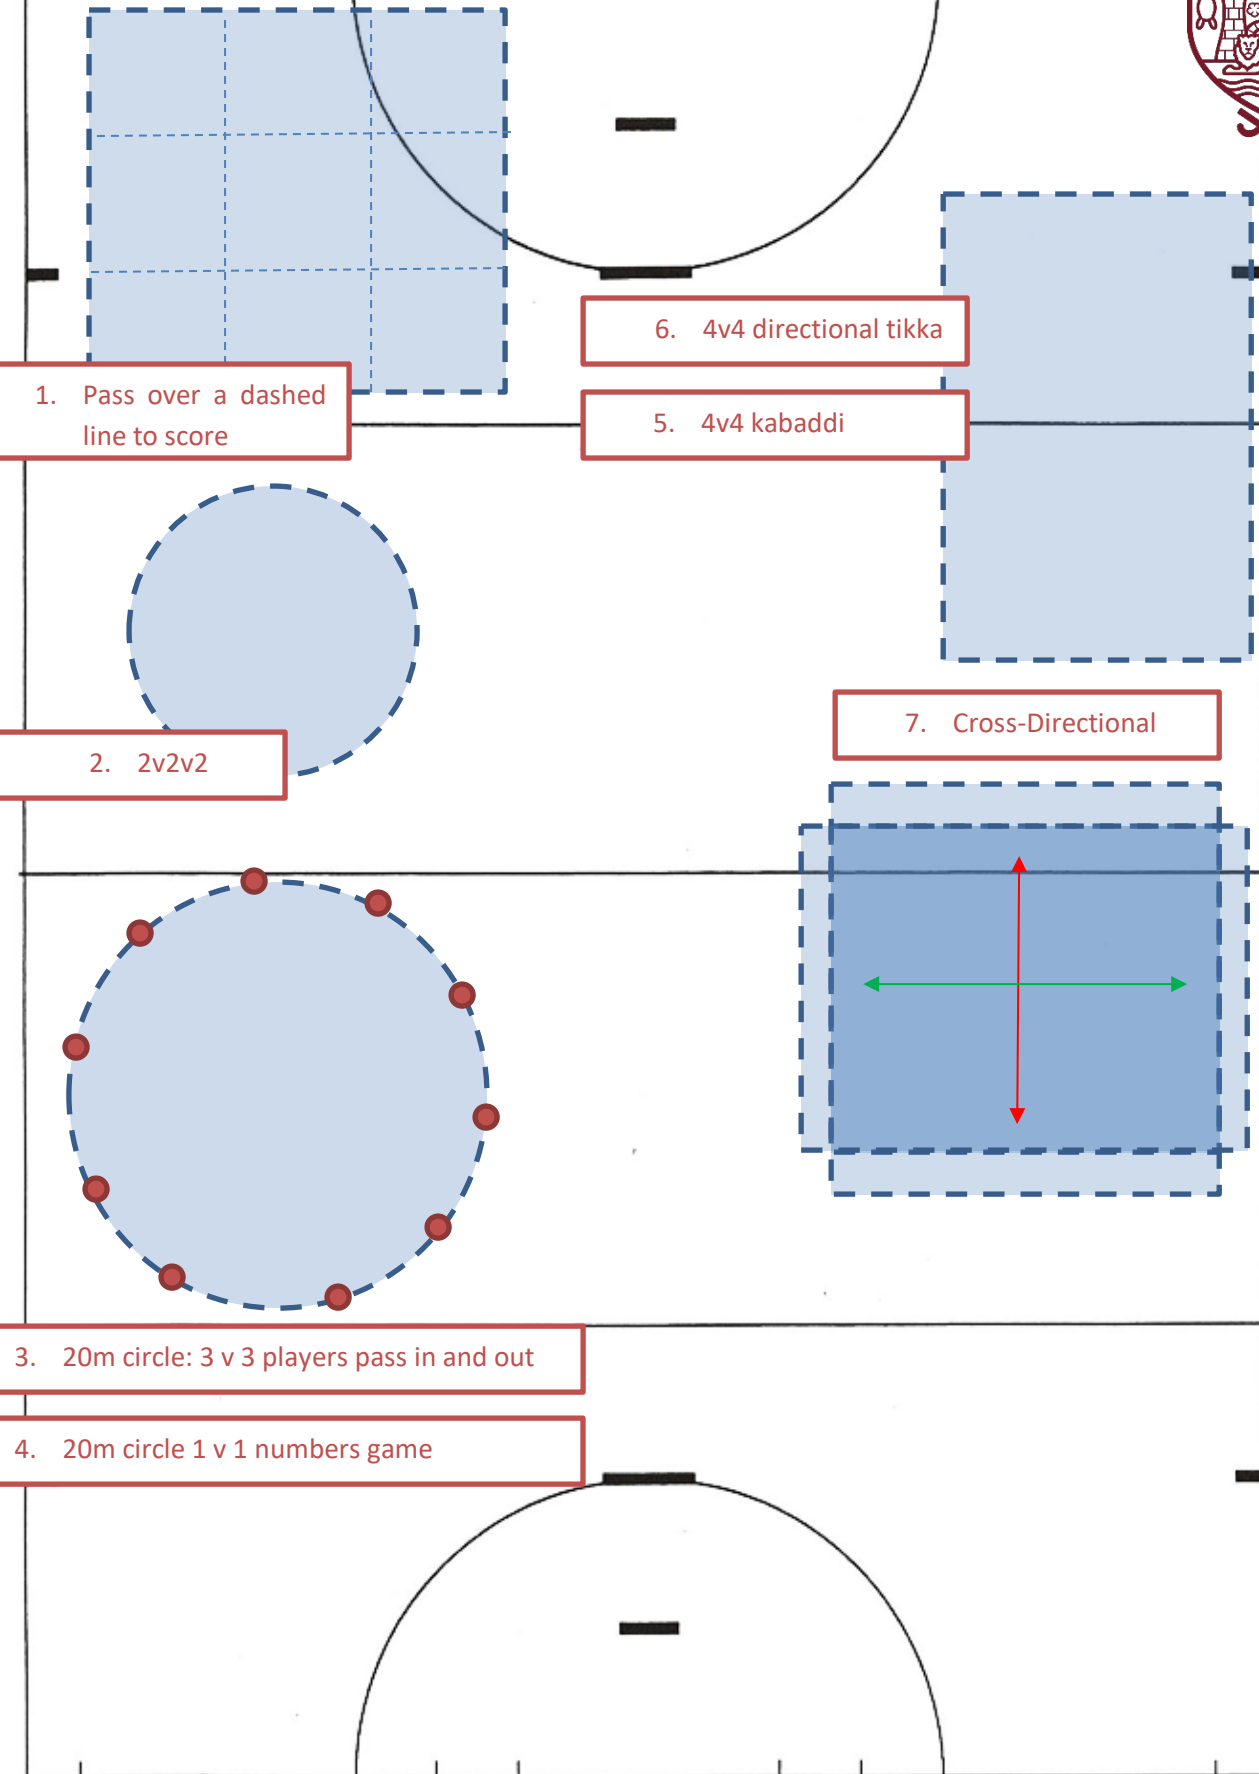 6. 4v4 directional tikka
1. Pass over a dashed
line to score
5. 4v4 kabaddi
7. Cross-Directional
2. 2v2v2
3. 20m circle: 3 v 3 players pass in and out
4. 20m circle 1 v 1 numbers game